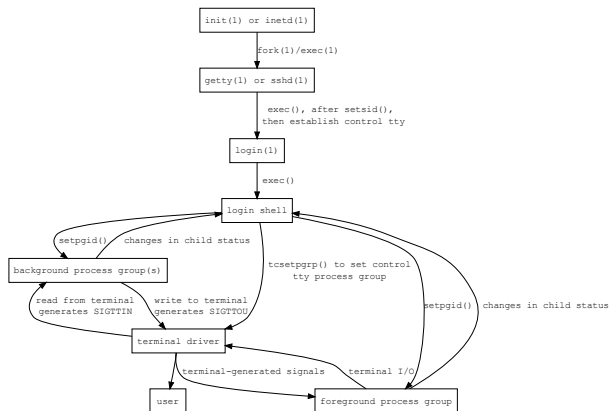 init(1) or inetd(1)
fork(1)/exec(1)
getty(1) or sshd(1)
exec(), after setsid(),
then establish control tty
login(1)
exec()
login shell
setpgid()
changes in child status
tcsetpgrp() to set control
tty process group
background process group(s)
read from terminal
generates SIGTTIN
write to terminal
generates SIGTTOU
setpgid()
changes in child status
terminal driver
terminal-generated signals
terminal I/O
user
foreground process group